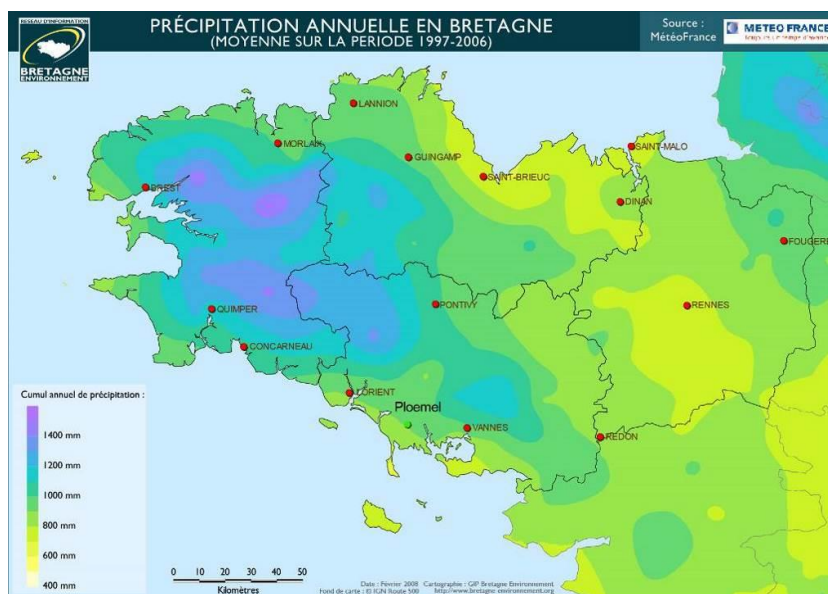 RESEAU D'INFORMATION
BRETAGNE
ENVIRONNEMENT
PRÉCIPITATION ANNUELLE EN BRETAGNE
(MOYENNE SUR LA PERIODE 1997-2006)
Source :
MétéoFrance
METEO FRANCE
LANNION
MORLAIX
GUINGAMP
SAINT-MALO
SAINT-BRIEUC
BREST
DINAN
FOUGERE
PONTIVY
RENNES
QUIMPER
CONCARNEAU
LORIENT
Ploemel
VANNES
REDON
Cumul annuel de précipitation :
1400 mm
1200 mm
1000 mm
800 mm
600 mm
400 mm
0 10 20 30 40 50
Kilomètres
Date : Février 2008 Cartographie : GIP Bretagne Environnement
Fond de carte : © IGN Route 500 http://www.bretagne-environnement.org